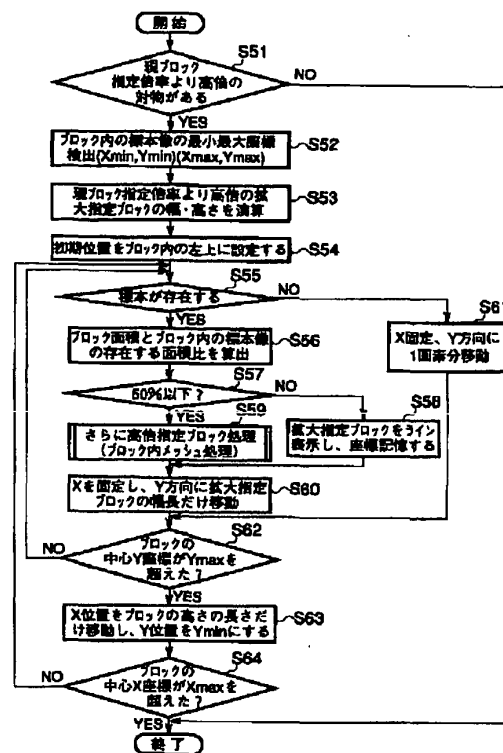 開始
S51
現ブロック
指定倍率より高倍の
対物がある
NO
YES
ブロック内の標本像の最小最大座標
検出(Xmin,Ymin)(Xmax,Ymax)
S52
現ブロック指定倍率より高倍の拡
大指定ブロックの幅・高さを演算
S53
初期位置をブロック内の左上に設定する
S54
S55
標本が存在する
NO
YES
S61
X固定、Y方向に
1画素分移動
S56
ブロック面積とブロック内の標本像
の存在する面積比を算出
S57
50%以下?
NO
YES
S59
さらに高倍指定ブロック処理
(ブロック内メッシュ処理)
S58
拡大指定ブロックをライン
表示し、座標記憶する
Xを固定し、Y方向に拡大指定
ブロックの幅長だけ移動
S60
S62
ブロックの
中心Y座標がYmaxを
超えた?
NO
YES
X位置をブロックの高さの長さだ
け移動し、Y位置をYminにする
S63
S64
ブロックの
中心X座標がXmaxを
超えた?
NO
YES
終了